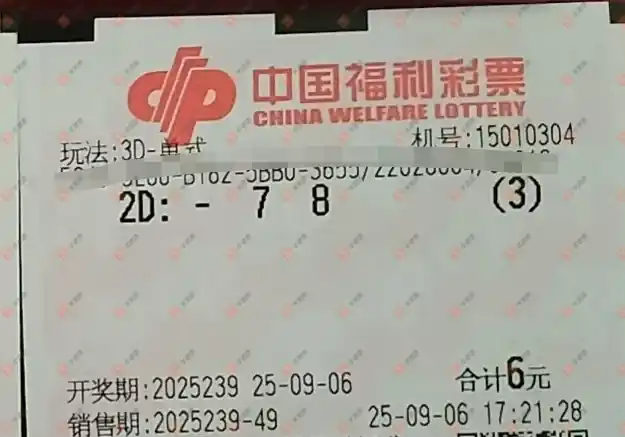 中国福利彩票
CHINA WELFARE LOTTERY
玩法:3D-单式 机号:15010304
2D: - 7 8 (3)
开奖期:2025239 25-09-06 合计6元
销售期:2025239-49 25-09-06 17:21:28